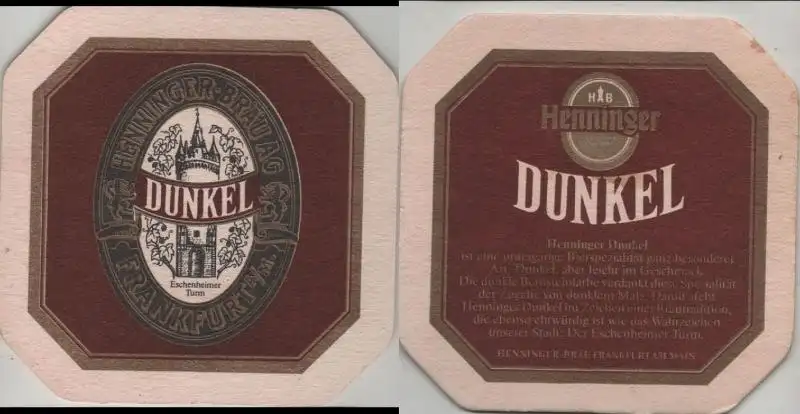 HENNINGER-BRÄU AG
DUNKEL
Eschenheimer
Turm
FRANKFURT a/M.
H B
Henninger
DUNKEL
Henninger Dunkel
ist eine untergärige Bierspezialität ganz besonderer
Art. Dunkel, aber leicht im Geschmack.
Die dunkle Bernsteinfarbe verdankt diese Spezialität
der Zugabe von dunklem Malz. Damit steht
Henninger Dunkel im Zeichen einer Brautradition,
die ebenso ehrwürdig ist wie das Wahrzeichen
unserer Stadt: Der Eschenheimer Turm.
HENNINGER-BRÄU FRANKFURT AM MAIN